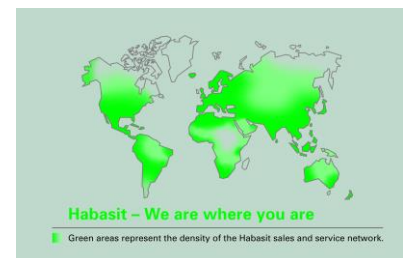 Habasit – We are where you are
Green areas represent the density of the Habasit sales and service network.